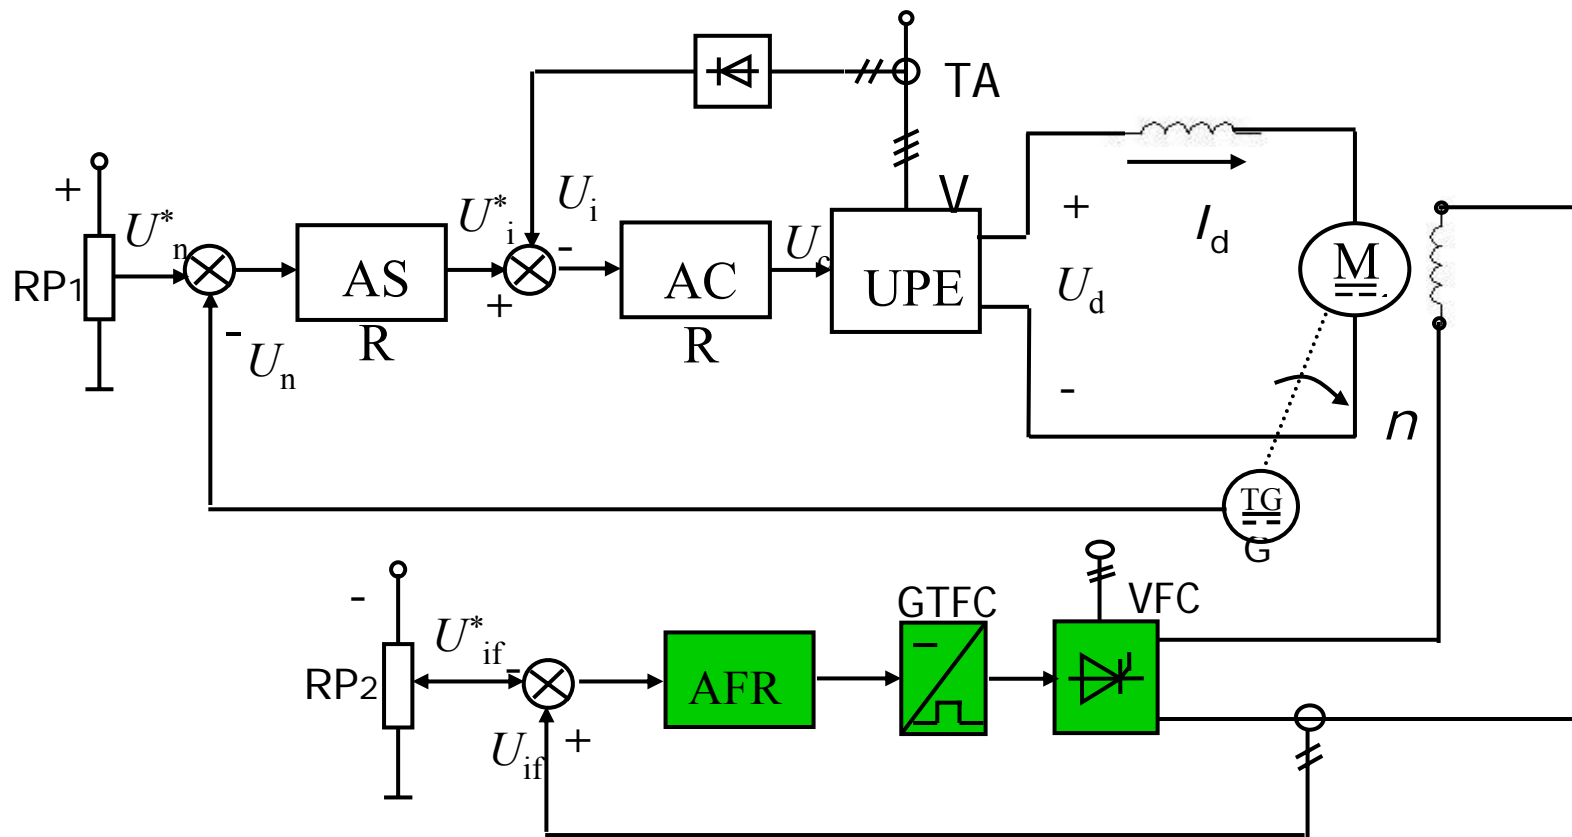 TA
+
U*n
RP1
-
Un
AS
R
U*i
+
Ui
-
AC
R
Uc
V
UPE
+
Ud
-
Id
M
n
TG
G
-
RP2
U*if
-
Uif
+
AFR
GTFC
VFC